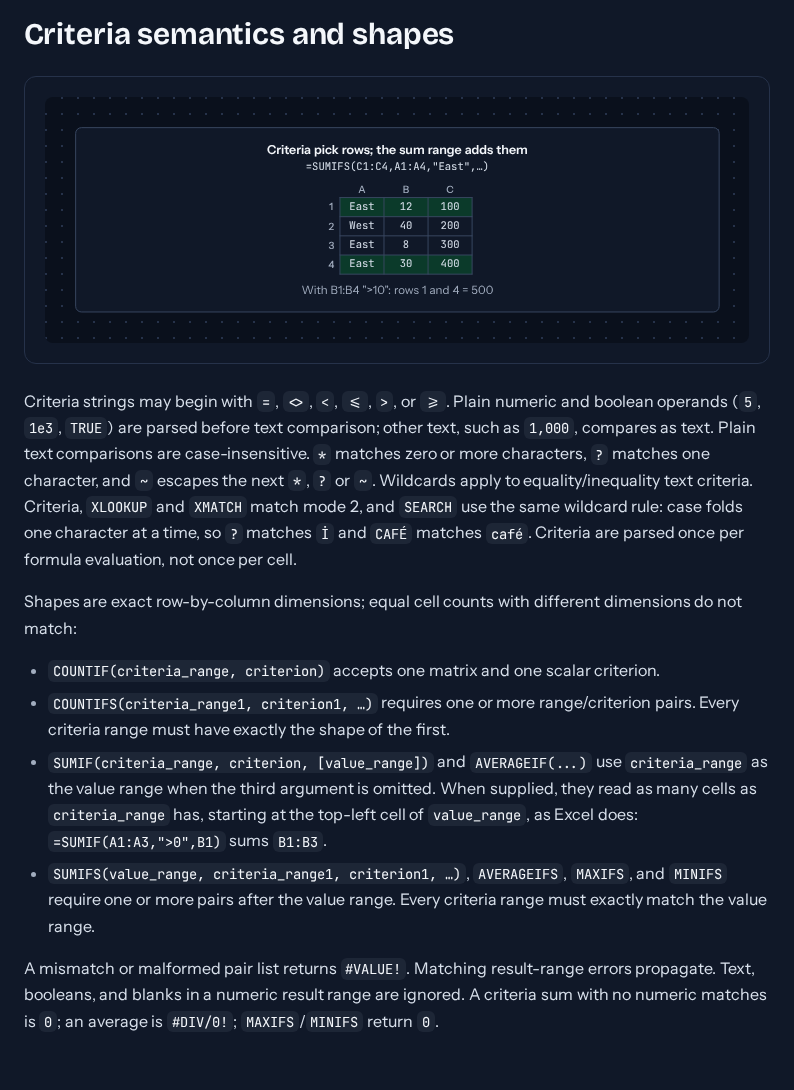 Criteria semantics and shapes
Criteria pick rows; the sum range adds them
=SUMIFS(C1:C4,A1:A4,"East",…)
A B C
1 East 12 100
2 West 40 200
3 East 8 300
4 East 30 400
With B1:B4 ">10": rows 1 and 4 = 500
Criteria strings may begin with =, <>, <, <=, >, or >=. Plain numeric and boolean operands (5,
1e3, TRUE) are parsed before text comparison; other text, such as 1,000, compares as text. Plain
text comparisons are case-insensitive. * matches zero or more characters, ? matches one
character, and ~ escapes the next *, ? or ~. Wildcards apply to equality/inequality text criteria.
Criteria, XLOOKUP and XMATCH match mode 2, and SEARCH use the same wildcard rule: case folds
one character at a time, so ? matches İ and CAFÉ matches café. Criteria are parsed once per
formula evaluation, not once per cell.
Shapes are exact row-by-column dimensions; equal cell counts with different dimensions do not
match:
• COUNTIF(criteria_range, criterion) accepts one matrix and one scalar criterion.
• COUNTIFS(criteria_range1, criterion1, …) requires one or more range/criterion pairs. Every
criteria range must have exactly the shape of the first.
• SUMIF(criteria_range, criterion, [value_range]) and AVERAGEIF(...) use criteria_range as
the value range when the third argument is omitted. When supplied, they read as many cells as
criteria_range has, starting at the top-left cell of value_range, as Excel does:
=SUMIF(A1:A3,">0",B1) sums B1:B3.
• SUMIFS(value_range, criteria_range1, criterion1, …), AVERAGEIFS, MAXIFS, and MINIFS
require one or more pairs after the value range. Every criteria range must exactly match the value
range.
A mismatch or malformed pair list returns #VALUE!. Matching result-range errors propagate. Text,
booleans, and blanks in a numeric result range are ignored. A criteria sum with no numeric matches
is 0; an average is #DIV/0!; MAXIFS/MINIFS return 0.